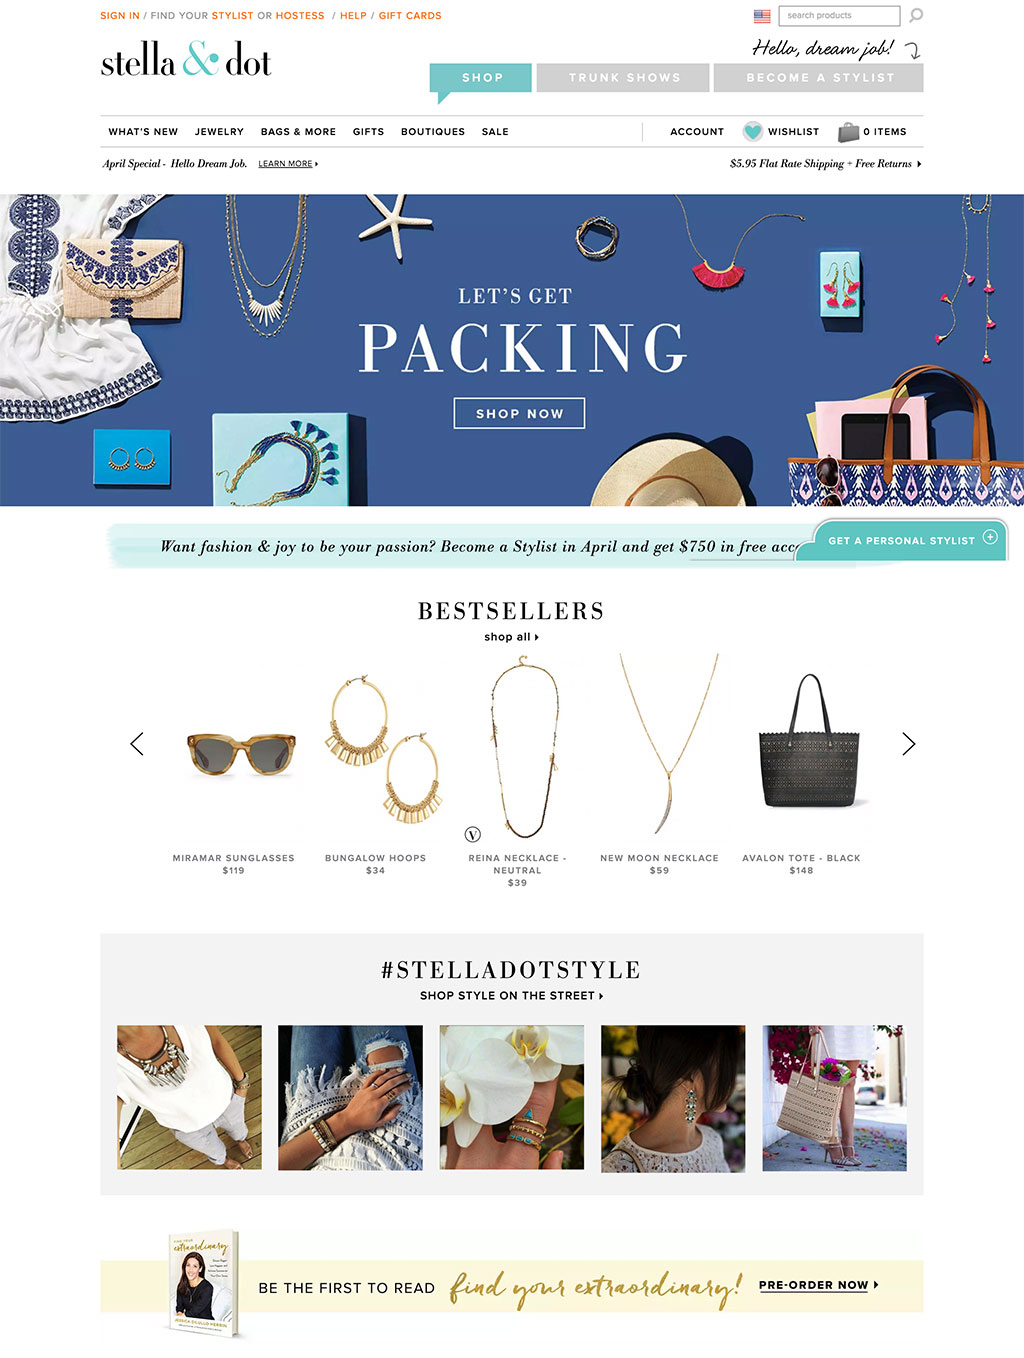 SIGN IN / FIND YOUR STYLIST OR HOSTESS / HELP / GIFT CARDS
search products
Hello, dream job!
stella & dot
SHOP
TRUNK SHOWS
BECOME A STYLIST
WHAT'S NEW JEWELRY BAGS & MORE GIFTS BOUTIQUES SALE
ACCOUNT WISHLIST 0 ITEMS
April Special - Hello Dream Job. LEARN MORE
$5.95 Flat Rate Shipping + Free Returns
LET'S GET
PACKING
SHOP NOW
Want fashion & joy to be your passion? Become a Stylist in April and get $750 in free acc
GET A PERSONAL STYLIST
BESTSELLERS
shop all
V
MIRAMAR SUNGLASSES
$119
BUNGALOW HOOPS
$34
REINA NECKLACE -
NEUTRAL
$39
NEW MOON NECKLACE
$59
AVALON TOTE - BLACK
$148
#STELLADOTSTYLE
SHOP STYLE ON THE STREET
FIND YOUR
extraordinary
BE THE FIRST TO READ find your extraordinary! PRE-ORDER NOW